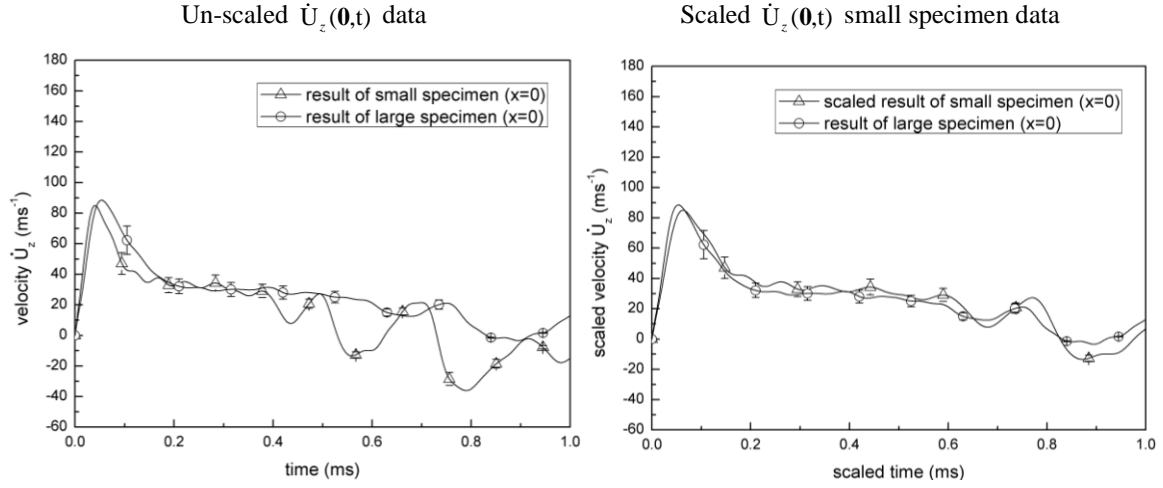 Un-scaled U̇z(0,t) data
180
160
140
120
100
80
60
40
20
0
-20
-40
-60
velocity U̇z (ms⁻¹)
result of small specimen (x=0)
result of large specimen (x=0)
0.0 0.2 0.4 0.6 0.8 1.0
time (ms)
Scaled U̇z(0,t) small specimen data
180
160
140
120
100
80
60
40
20
0
-20
-40
-60
scaled velocity U̇z (ms⁻¹)
scaled result of small specimen (x=0)
result of large specimen (x=0)
0.0 0.2 0.4 0.6 0.8 1.0
scaled time (ms)